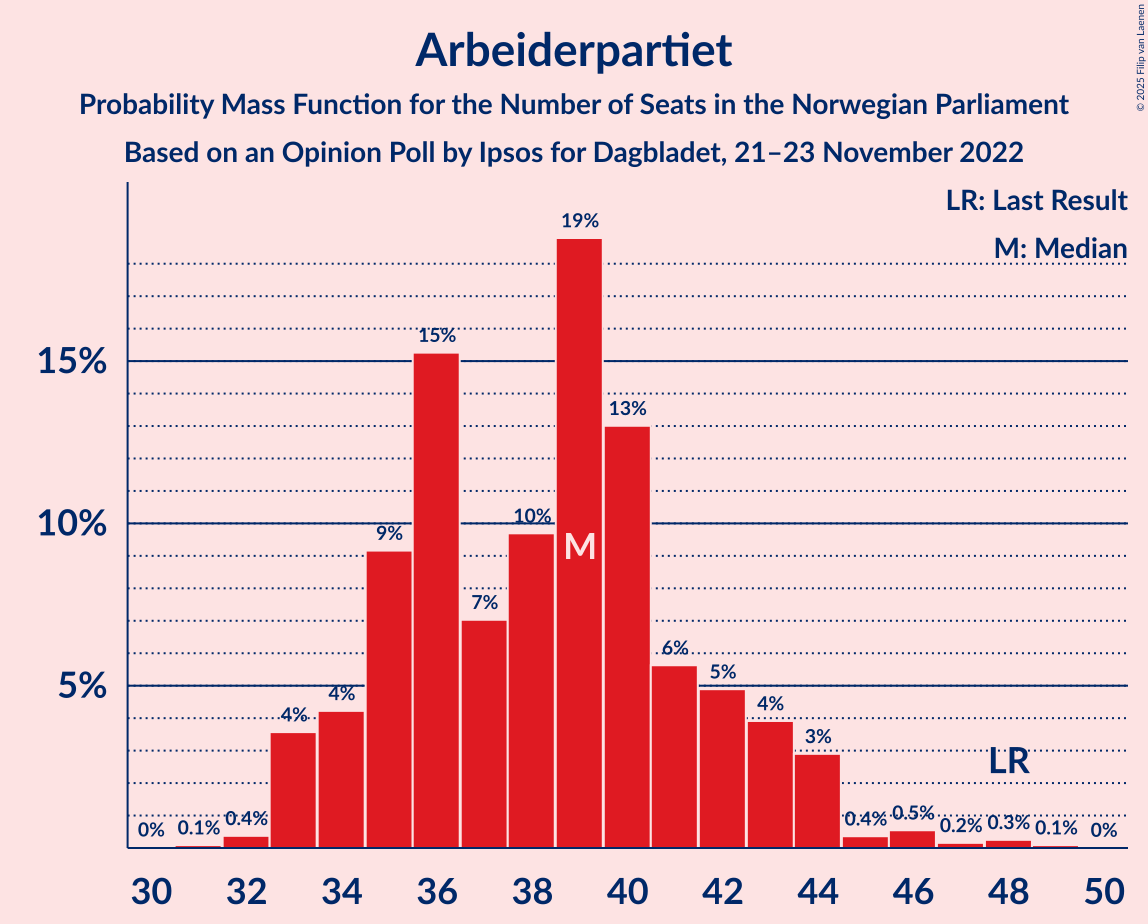 Arbeiderpartiet
Probability Mass Function for the Number of Seats in the Norwegian Parliament
Based on an Opinion Poll by Ipsos for Dagbladet, 21–23 November 2022
© 2025 Filip van Laenen
LR: Last Result
M: Median
19%
15%
15%
13%
10%
10%
9%
M
7%
6%
5%
5%
4%
4%
4%
3%
LR
0%
0.1%
0.4%
0.4%
0.5%
0.2%
0.3%
0.1%
0%
30 32 34 36 38 40 42 44 46 48 50